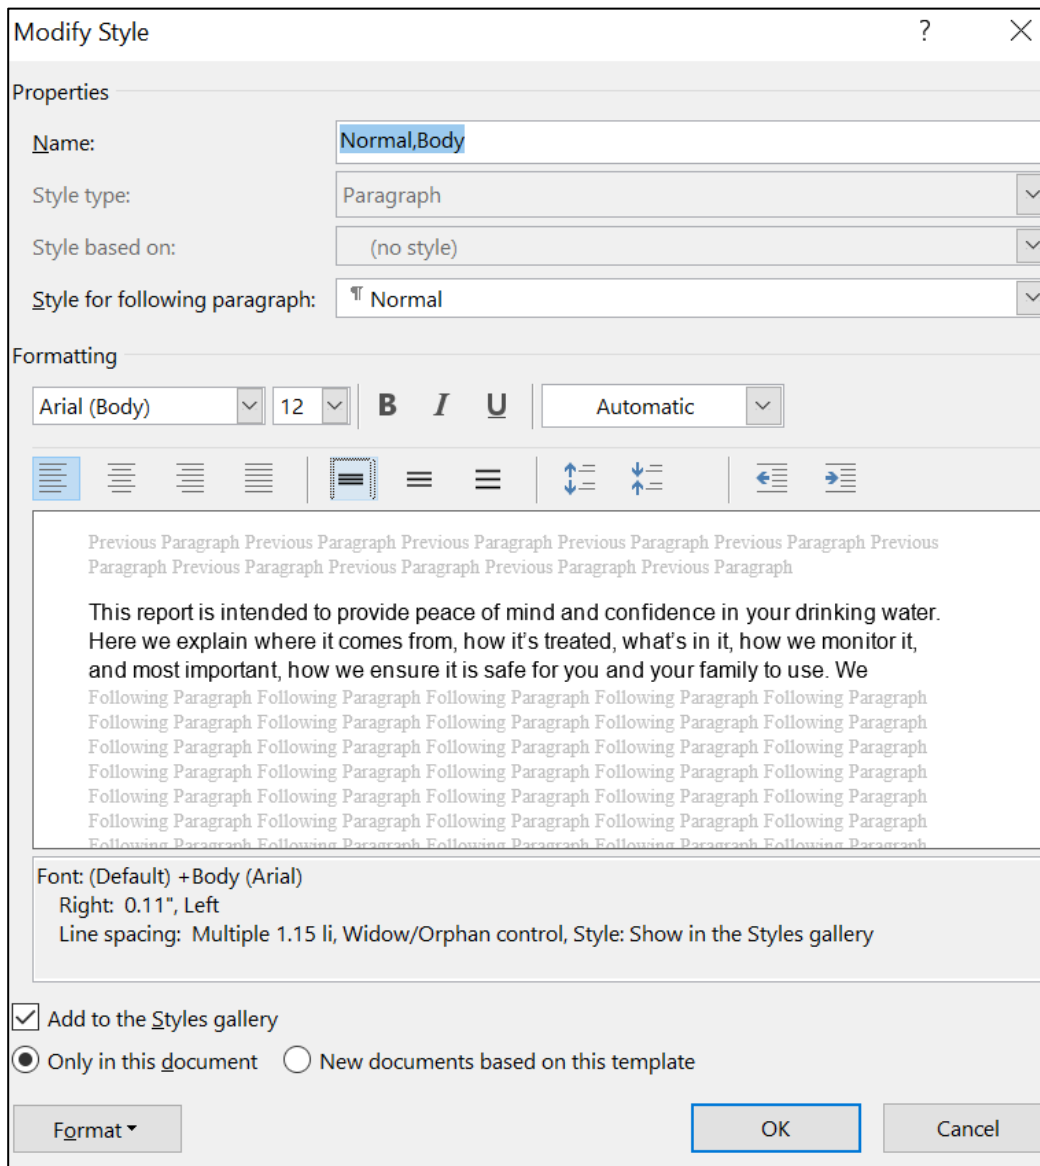 Modify Style ?
Properties
Name: Normal,Body
Style type: Paragraph
Style based on: (no style)
Style for following paragraph: ¶ Normal
Formatting
Arial (Body) 12 B I U Automatic
Previous Paragraph Previous Paragraph Previous Paragraph Previous Paragraph Previous Paragraph Previous
Paragraph Previous Paragraph Previous Paragraph Previous Paragraph Previous Paragraph
This report is intended to provide peace of mind and confidence in your drinking water.
Here we explain where it comes from, how it’s treated, what’s in it, how we monitor it,
and most important, how we ensure it is safe for you and your family to use. We
Following Paragraph Following Paragraph Following Paragraph Following Paragraph Following Paragraph
Following Paragraph Following Paragraph Following Paragraph Following Paragraph Following Paragraph
Following Paragraph Following Paragraph Following Paragraph Following Paragraph Following Paragraph
Following Paragraph Following Paragraph Following Paragraph Following Paragraph Following Paragraph
Following Paragraph Following Paragraph Following Paragraph Following Paragraph Following Paragraph
Following Paragraph Following Paragraph Following Paragraph Following Paragraph Following Paragraph
Following Paragraph Following Paragraph Following Paragraph Following Paragraph Following Paragraph
Font: (Default) +Body (Arial)
Right: 0.11", Left
Line spacing: Multiple 1.15 li, Widow/Orphan control, Style: Show in the Styles gallery
Add to the Styles gallery
Only in this document New documents based on this template
Format OK Cancel